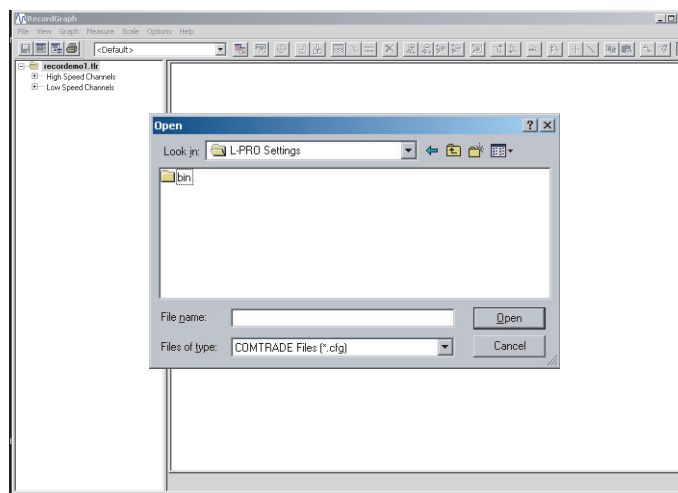 RecordGraph
File View Graph Measure Scale Options Help
<Default>
recordemo1.tlr
High Speed Channels
Low Speed Channels
Open
Look in: L-PRO Settings
bin
File name:
Open
Files of type: COMTRADE Files (*.cfg)
Cancel